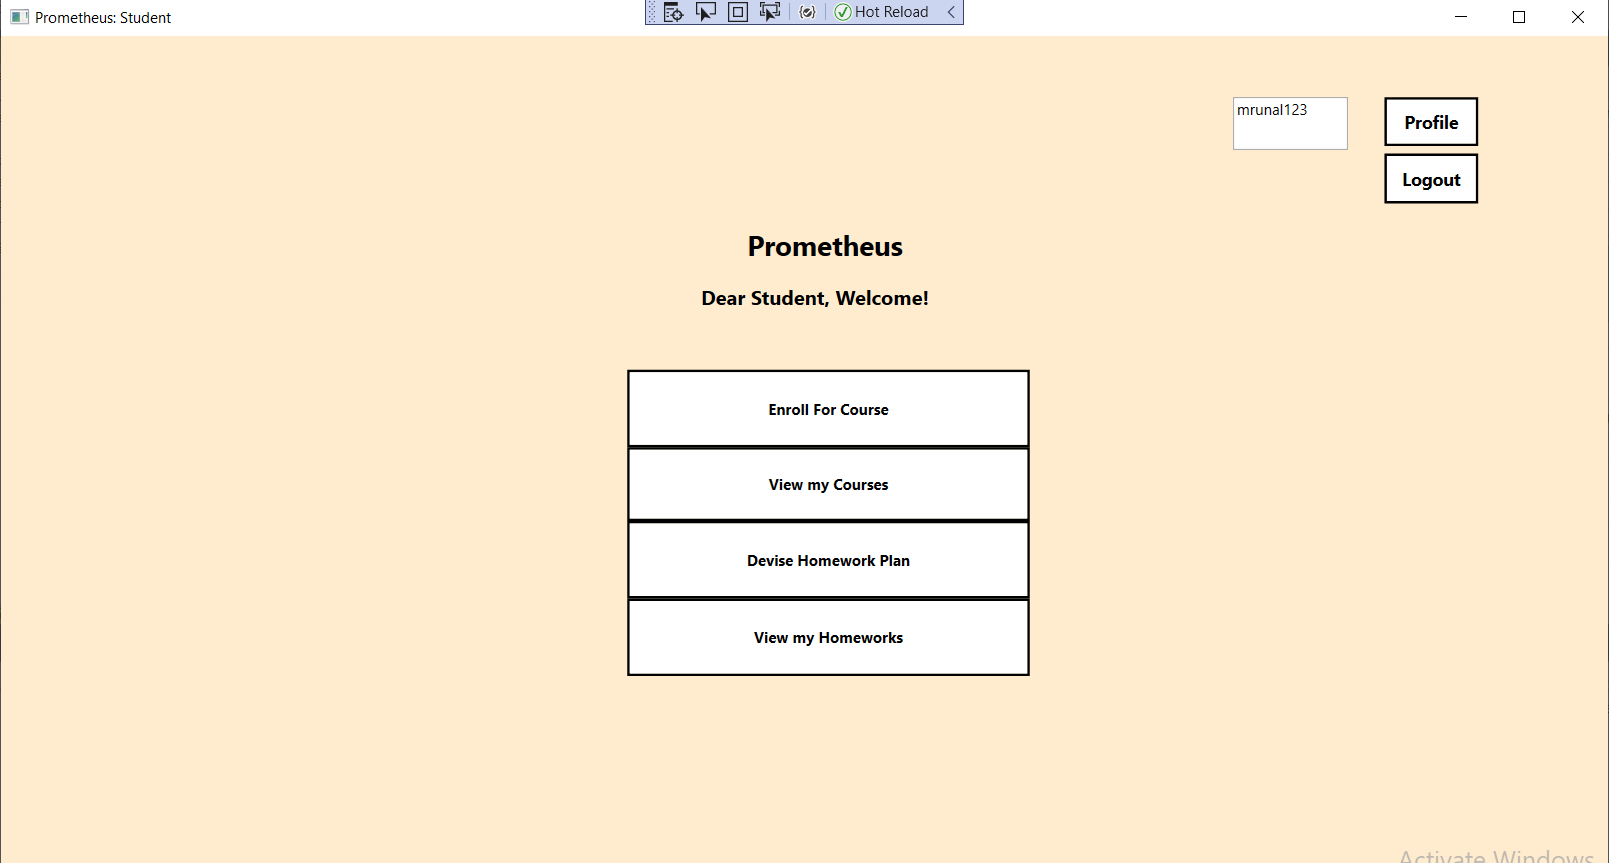 Prometheus: Student
Hot Reload
mrunal123
Profile
Logout
Prometheus
Dear Student, Welcome!
Enroll For Course
View my Courses
Devise Homework Plan
View my Homeworks
Activate Windows